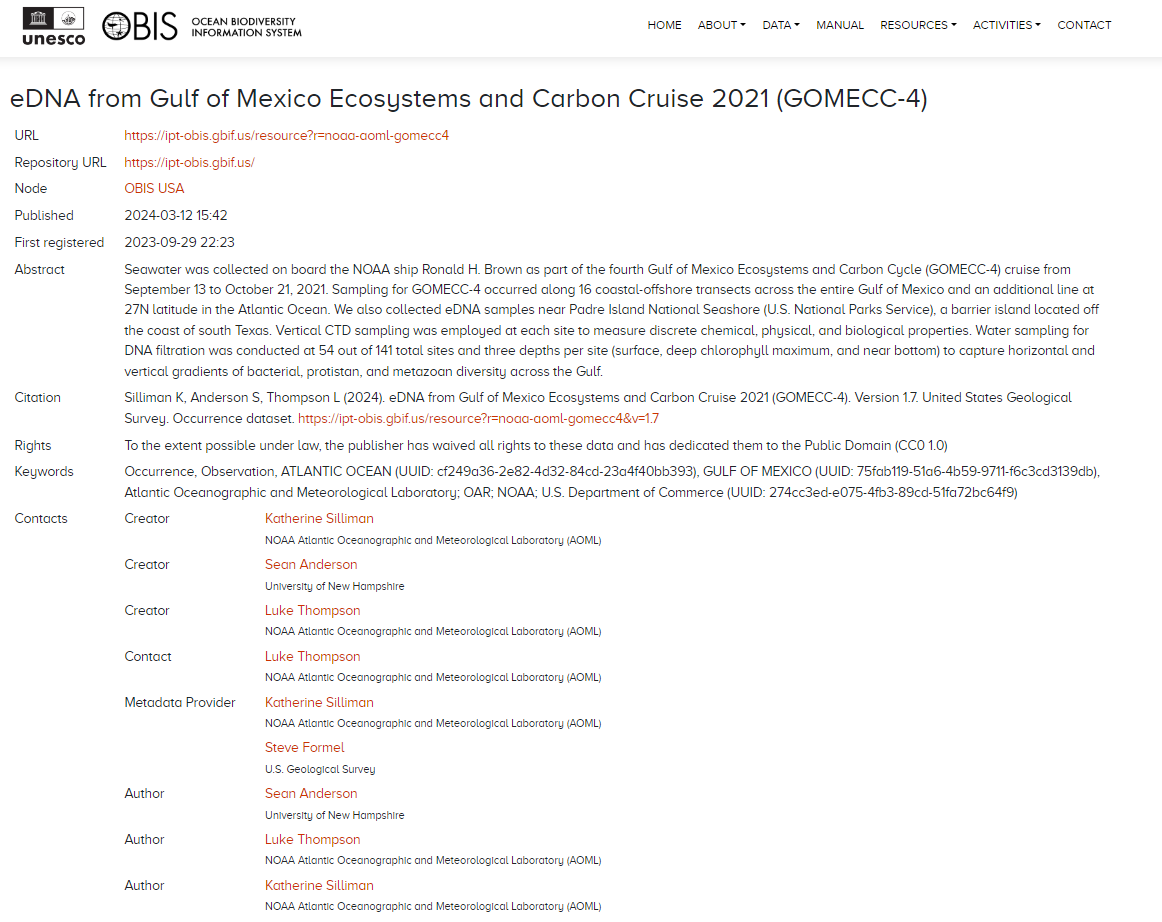 unesco
OBIS
OCEAN BIODIVERSITY
INFORMATION SYSTEM
HOME ABOUT DATA MANUAL RESOURCES ACTIVITIES CONTACT
eDNA from Gulf of Mexico Ecosystems and Carbon Cruise 2021 (GOMECC-4)
URL https://ipt-obis.gbif.us/resource?r=noaa-aoml-gomecc4
Repository URL https://ipt-obis.gbif.us/
Node OBIS USA
Published 2024-03-12 15:42
First registered 2023-09-29 22:23
Abstract Seawater was collected on board the NOAA ship Ronald H. Brown as part of the fourth Gulf of Mexico Ecosystems and Carbon Cycle (GOMECC-4) cruise from
September 13 to October 21, 2021. Sampling for GOMECC-4 occurred along 16 coastal-offshore transects across the entire Gulf of Mexico and an additional line at
27N latitude in the Atlantic Ocean. We also collected eDNA samples near Padre Island National Seashore (U.S. National Parks Service), a barrier island located off
the coast of south Texas. Vertical CTD sampling was employed at each site to measure discrete chemical, physical, and biological properties. Water sampling for
DNA filtration was conducted at 54 out of 141 total sites and three depths per site (surface, deep chlorophyll maximum, and near bottom) to capture horizontal and
vertical gradients of bacterial, protistan, and metazoan diversity across the Gulf.
Citation Silliman K, Anderson S, Thompson L (2024). eDNA from Gulf of Mexico Ecosystems and Carbon Cruise 2021 (GOMECC-4). Version 1.7. United States Geological
Survey. Occurrence dataset. https://ipt-obis.gbif.us/resource?r=noaa-aoml-gomecc4&v=1.7
Rights To the extent possible under law, the publisher has waived all rights to these data and has dedicated them to the Public Domain (CC0 1.0)
Keywords Occurrence, Observation, ATLANTIC OCEAN (UUID: cf249a36-2e82-4d32-84cd-23a4f40bb393), GULF OF MEXICO (UUID: 75fab119-51a6-4b59-9711-f6c3cd3139db),
Atlantic Oceanographic and Meteorological Laboratory; OAR; NOAA; U.S. Department of Commerce (UUID: 274cc3ed-e075-4fb3-89cd-51fa72bc64f9)
Contacts Creator Katherine Silliman
NOAA Atlantic Oceanographic and Meteorological Laboratory (AOML)
Creator Sean Anderson
University of New Hampshire
Creator Luke Thompson
NOAA Atlantic Oceanographic and Meteorological Laboratory (AOML)
Contact Luke Thompson
NOAA Atlantic Oceanographic and Meteorological Laboratory (AOML)
Metadata Provider Katherine Silliman
NOAA Atlantic Oceanographic and Meteorological Laboratory (AOML)
Steve Formel
U.S. Geological Survey
Author Sean Anderson
University of New Hampshire
Author Luke Thompson
NOAA Atlantic Oceanographic and Meteorological Laboratory (AOML)
Author Katherine Silliman
NOAA Atlantic Oceanographic and Meteorological Laboratory (AOML)